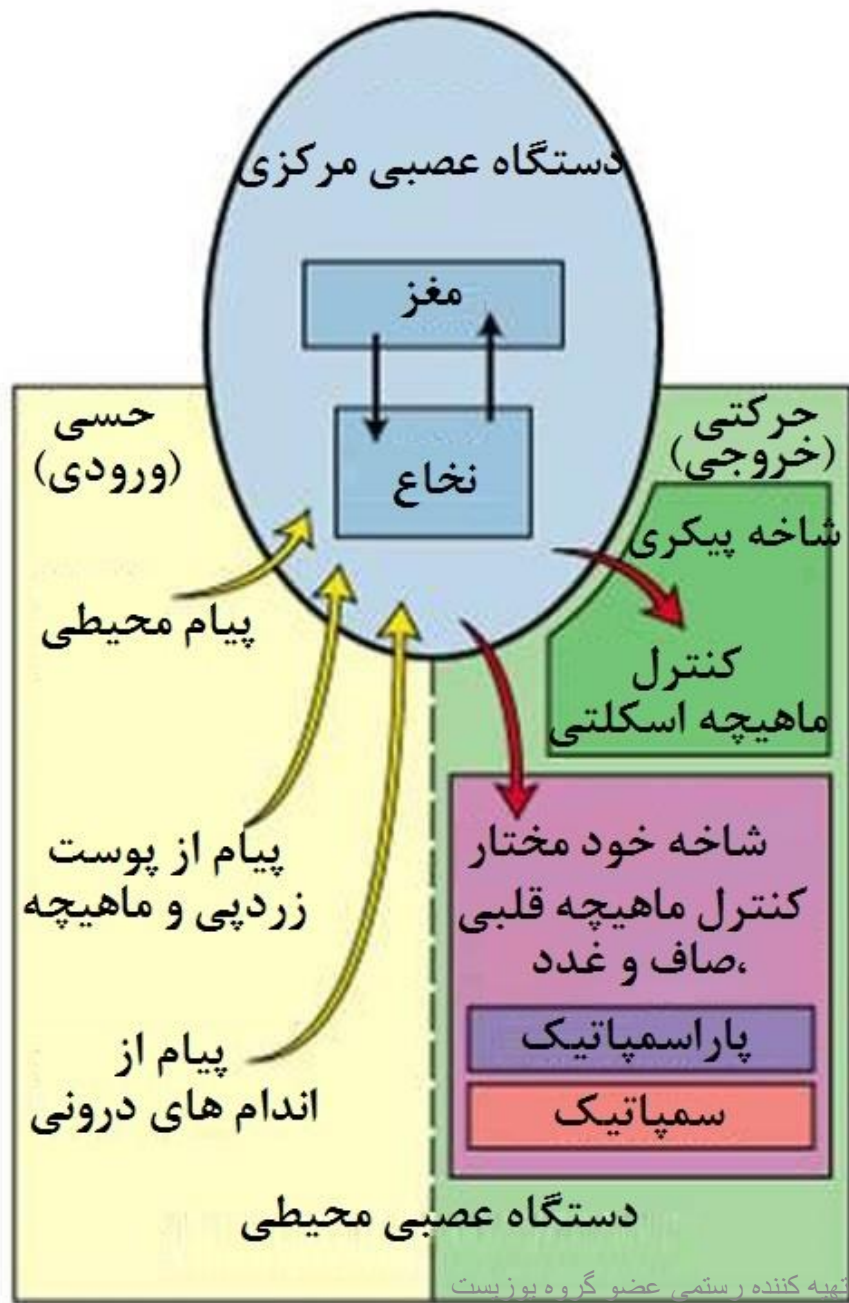 دستگاه عصبی مرکزی
مغز
نخاع
حرکتی
(خروجی)
شاخه پیکری
کنترل
ماهیچه اسکلتی
شاخه خود مختار
کنترل ماهیچه قلبی
،صاف و غدد
پاراسمپاتیک
سمپاتیک
حسی
(ورودی)
پیام محیطی
پیام از پوست
زردپی و ماهیچه
پیام از
اندام های درونی
دستگاه عصبی محیطی
تهیه کننده رستمی عضو گروه بوزیست